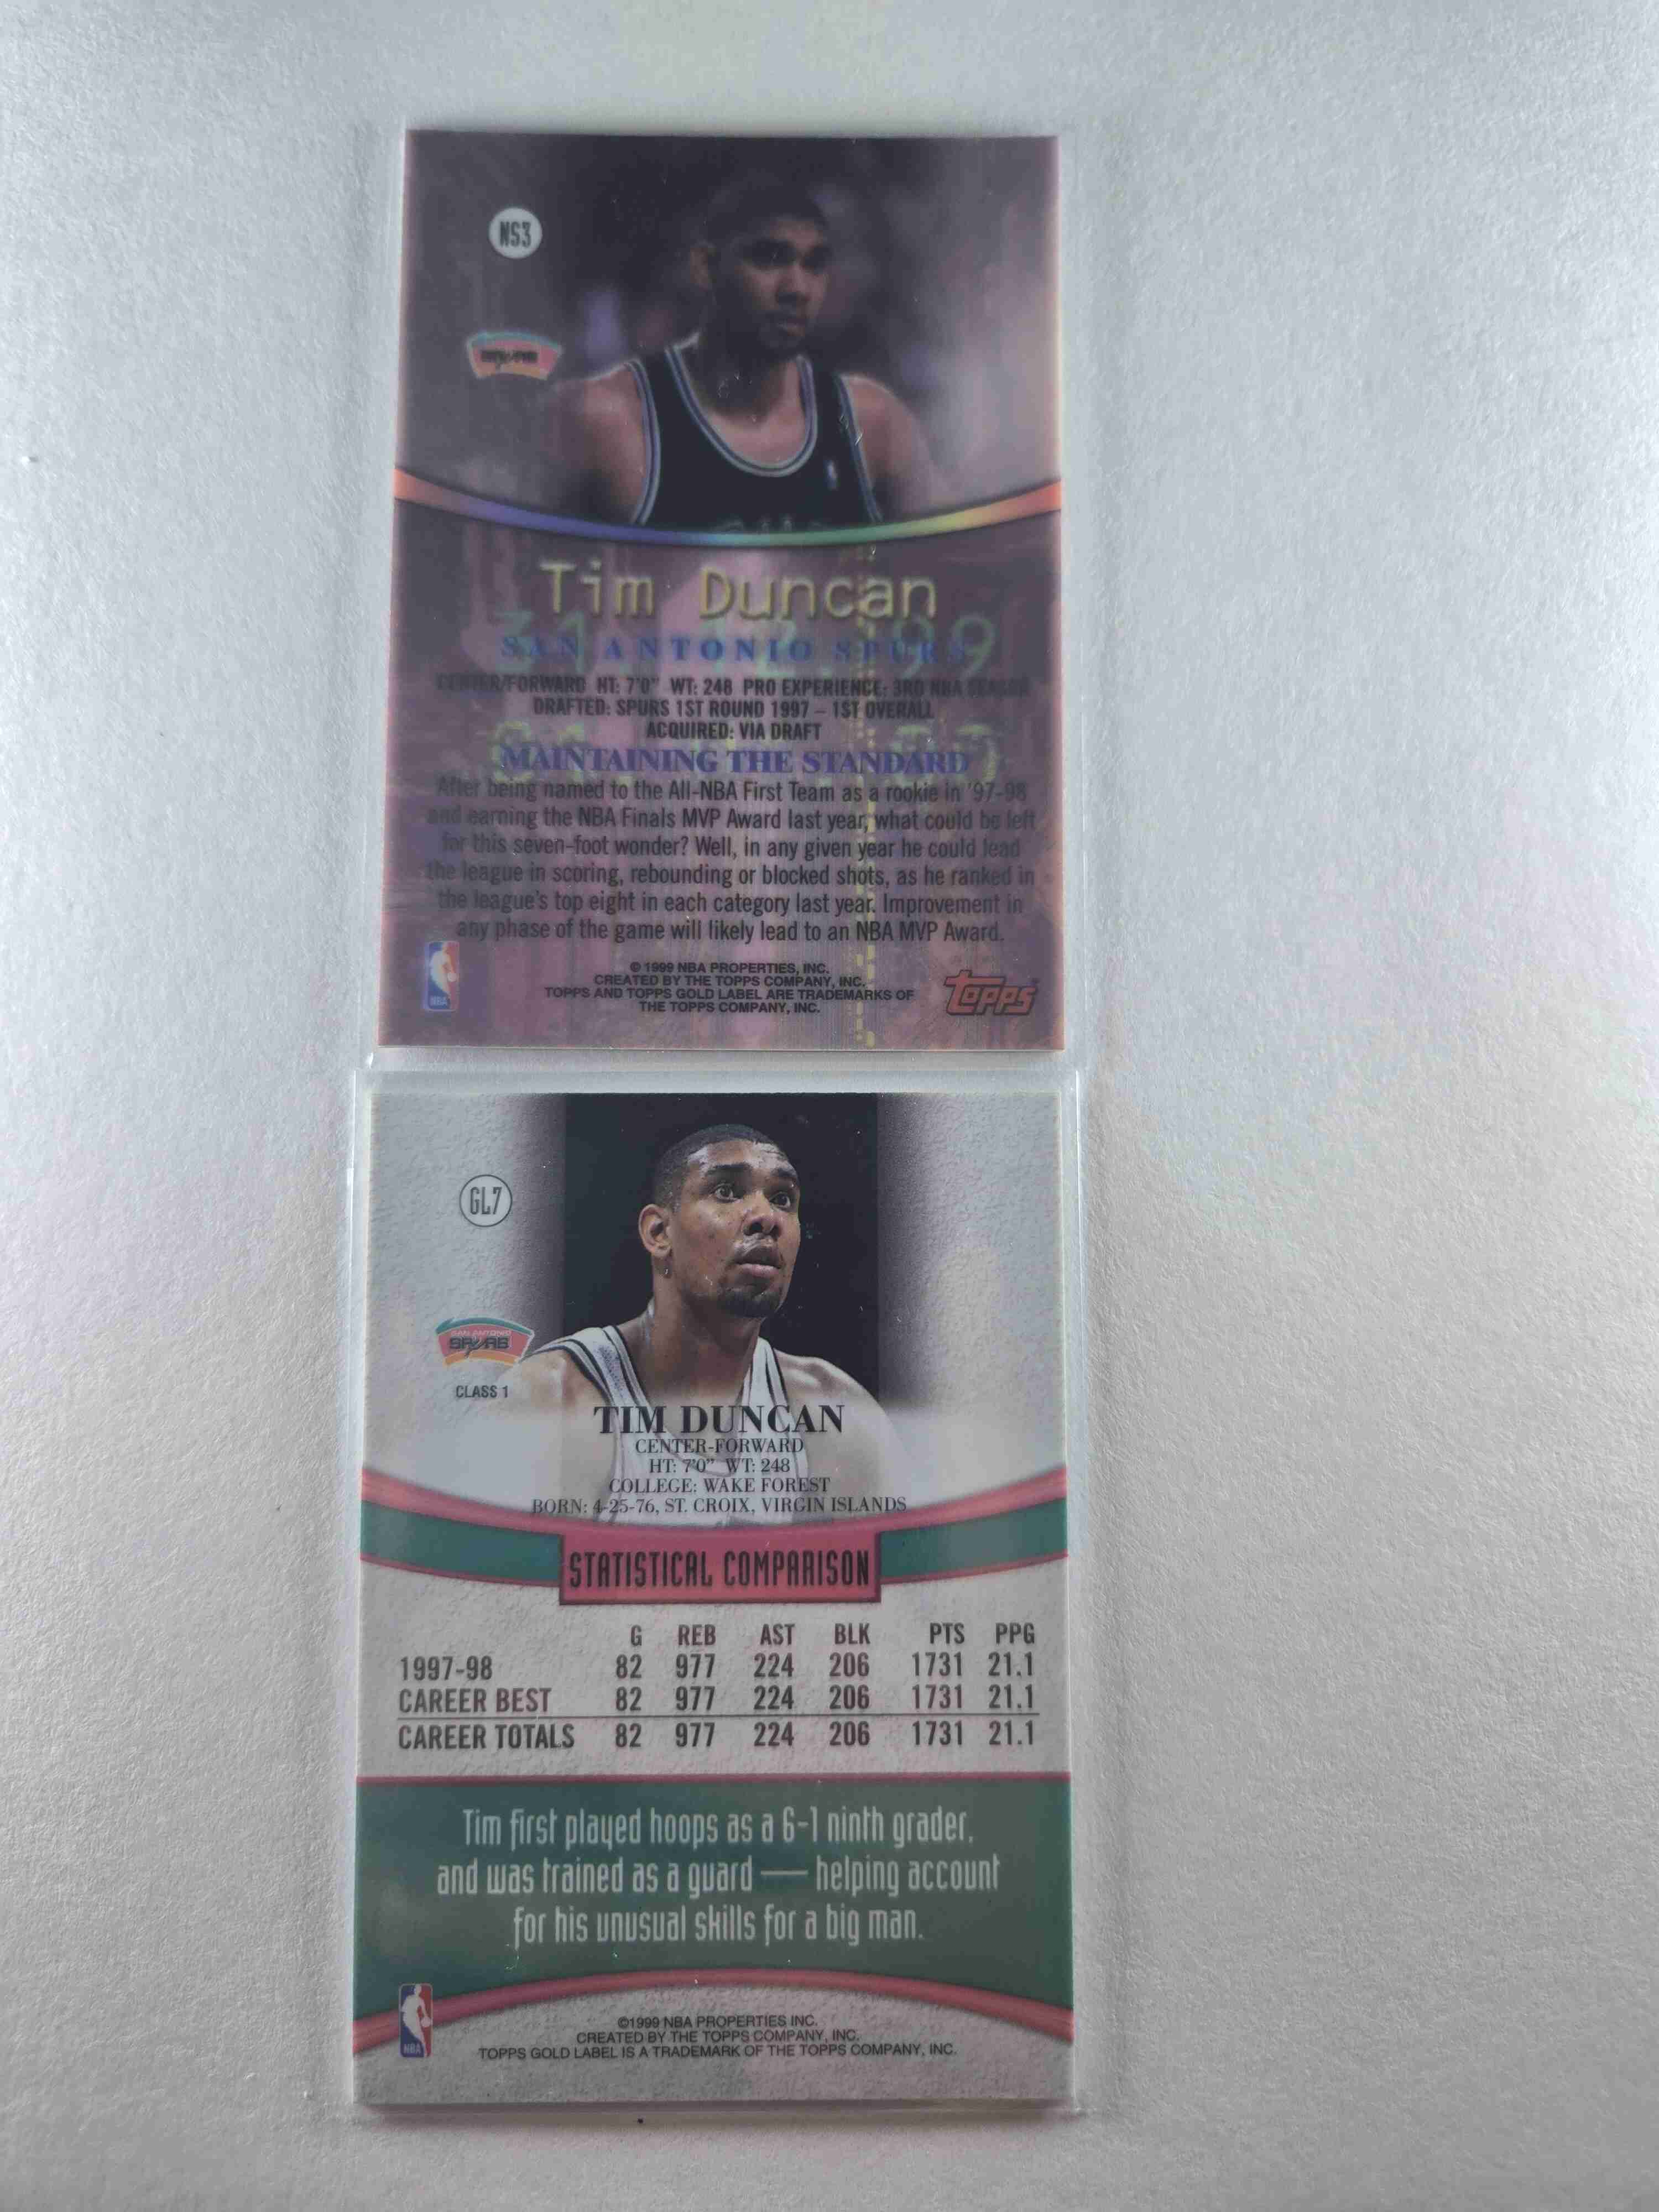 NS3
Tim Duncan
SAN ANTONIO SPURS
CENTER/FORWARD HT: 7'0" WT: 248 PRO EXPERIENCE: 3RD NBA SEASON
DRAFTED: SPURS 1ST ROUND 1997 – 1ST OVERALL
ACQUIRED: VIA DRAFT
MAINTAINING THE STANDARD
After being named to the All-NBA First Team as a rookie in '97-98
and earning the NBA Finals MVP Award last year, what could be left
for this seven-foot wonder? Well, in any given year he could lead
the league in scoring, rebounding or blocked shots, as he ranked in
the league's top eight in each category last year. Improvement in
any phase of the game will likely lead to an NBA MVP Award.
© 1999 NBA PROPERTIES, INC.
CREATED BY THE TOPPS COMPANY, INC.
TOPPS AND TOPPS GOLD LABEL ARE TRADEMARKS OF
THE TOPPS COMPANY, INC.
NBA
Topps
GL7
SAN ANTONIO
SPURS
CLASS 1
TIM DUNCAN
CENTER-FORWARD
HT: 7'0" WT: 248
COLLEGE: WAKE FOREST
BORN: 4-25-76, ST. CROIX, VIRGIN ISLANDS
STATISTICAL COMPARISON
G REB AST BLK PTS PPG
1997-98 82 977 224 206 1731 21.1
CAREER BEST 82 977 224 206 1731 21.1
CAREER TOTALS 82 977 224 206 1731 21.1
Tim first played hoops as a 6-1 ninth grader,
and was trained as a guard — helping account
for his unusual skills for a big man.
NBA
©1999 NBA PROPERTIES INC.
CREATED BY THE TOPPS COMPANY, INC.
TOPPS GOLD LABEL IS A TRADEMARK OF THE TOPPS COMPANY, INC.